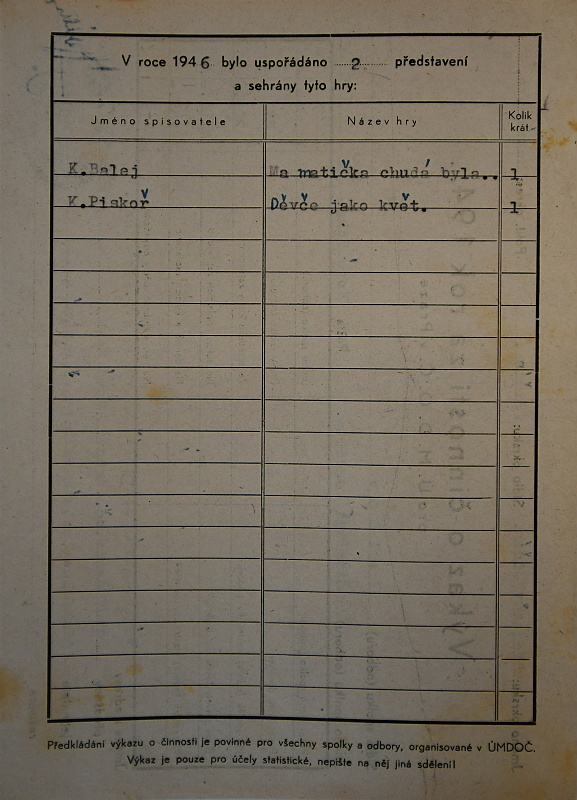 V roce 1946 bylo uspořádáno 2 představení
a sehrány tyto hry:
Jméno spisovatele Název hry Kolik krát
K.Balej Ma matička chudá byla.. 1
K.Piskoř Děvče jako květ. 1
Předkládání výkazu o činnosti je povinné pro všechny spolky a odbory, organisované v ÚMDOČ.
Výkaz je pouze pro účely statistické, nepište na něj jiná sdělení!